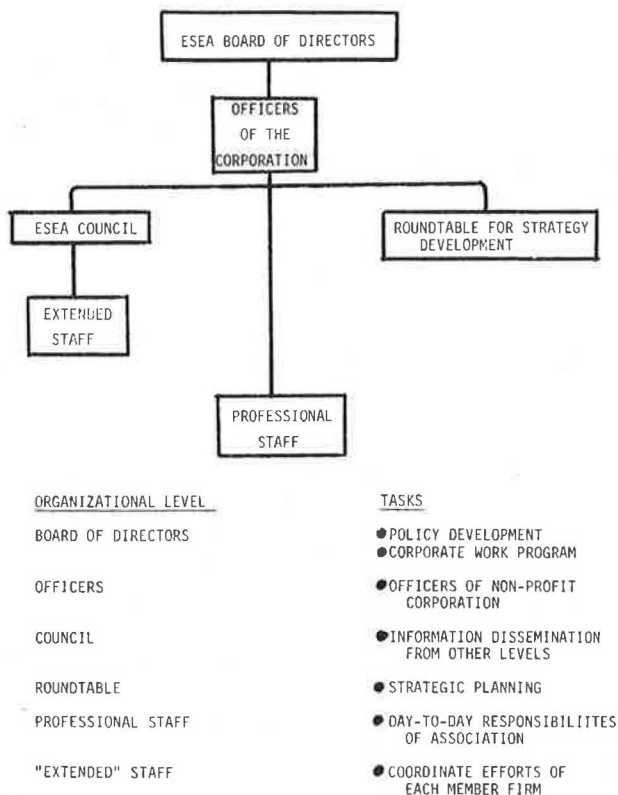 ESEA BOARD OF DIRECTORS
OFFICERS
OF THE
CORPORATION
ESEA COUNCIL
ROUNDTABLE FOR STRATEGY
DEVELOPMENT
EXTENDED
STAFF
PROFESSIONAL
STAFF
ORGANIZATIONAL LEVEL
TASKS
BOARD OF DIRECTORS
●POLICY DEVELOPMENT
●CORPORATE WORK PROGRAM
OFFICERS
●OFFICERS OF NON-PROFIT
CORPORATION
COUNCIL
●INFORMATION DISSEMINATION
FROM OTHER LEVELS
ROUNDTABLE
● STRATEGIC PLANNING
PROFESSIONAL STAFF
● DAY-TO-DAY RESPONSIBILIITES
OF ASSOCIATION
"EXTENDED" STAFF
● COORDINATE EFFORTS OF
EACH MEMBER FIRM